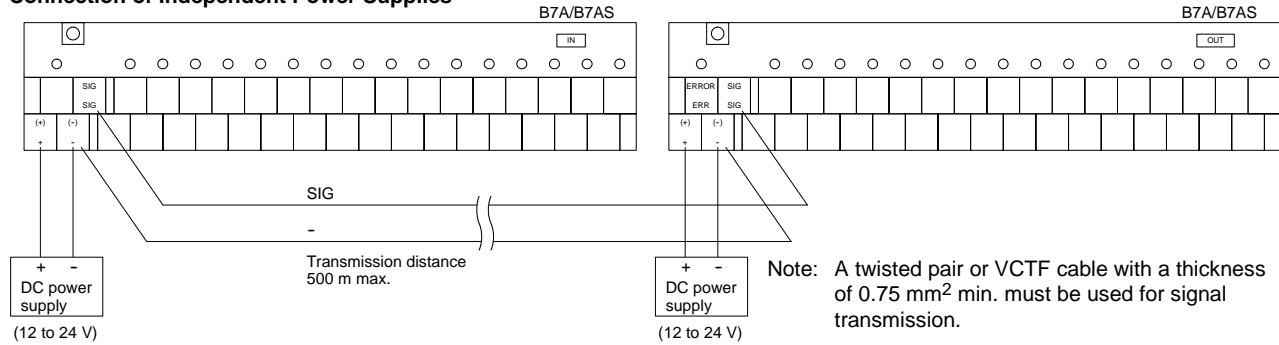 Connection of Independent Power Supplies
B7A/B7AS
IN
SIG
SIG
(+) (-)
+ -
B7A/B7AS
OUT
ERROR SIG
ERR SIG
(+) (-)
+ -
SIG
-
Transmission distance
500 m max.
+ -
DC power
supply
(12 to 24 V)
+ -
DC power
supply
(12 to 24 V)
Note: A twisted pair or VCTF cable with a thickness
of 0.75 mm2 min. must be used for signal
transmission.